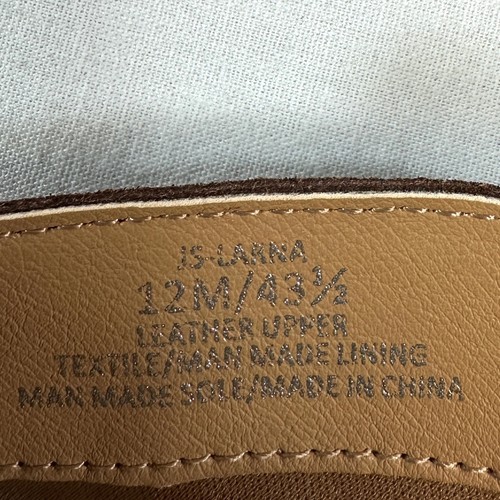 JS-LARNA
12M/43½
LEATHER UPPER
TEXTILE/MAN MADE LINING
MAN MADE SOLE/MADE IN CHINA